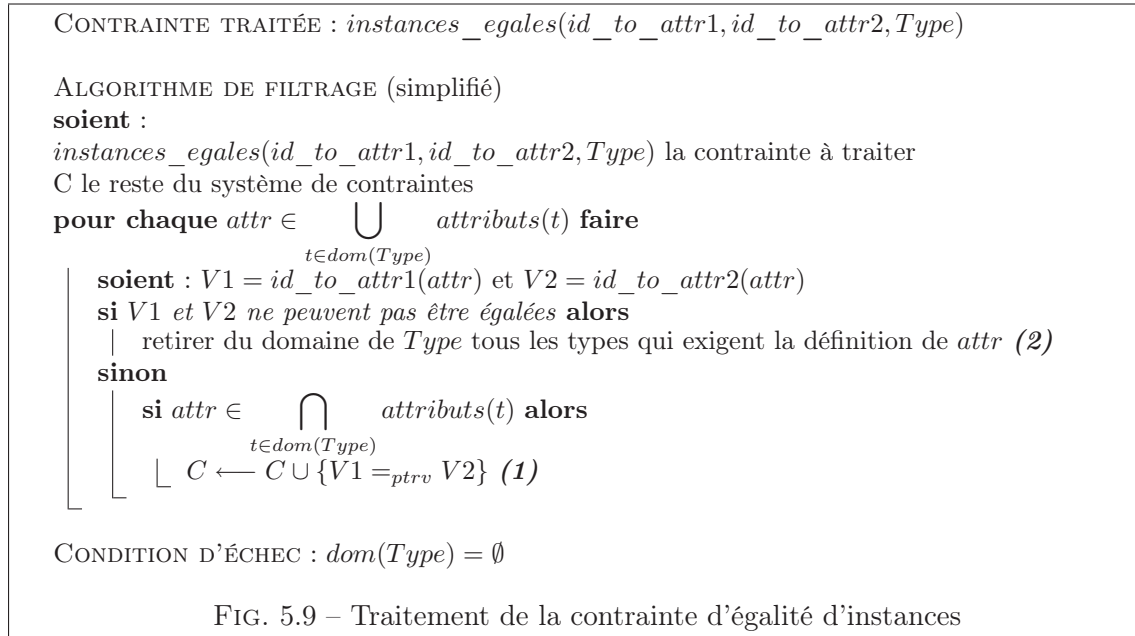 CONTRAINTE TRAITÉE : instances_egales(id_to_attr1, id_to_attr2, Type)
ALGORITHME DE FILTRAGE (simplifié)
soient :
instances_egales(id_to_attr1, id_to_attr2, Type) la contrainte à traiter
C le reste du système de contraintes
pour chaque attr ∈ ⋃ attributs(t) faire
t∈dom(Type)
soient : V1 = id_to_attr1(attr) et V2 = id_to_attr2(attr)
si V1 et V2 ne peuvent pas être égalées alors
retirer du domaine de Type tous les types qui exigent la définition de attr (2)
sinon
si attr ∈ ⋂ attributs(t) alors
t∈dom(Type)
C ⟵ C ∪ {V1 =ptrv V2} (1)
CONDITION D'ÉCHEC : dom(Type) = ∅
FIG. 5.9 – Traitement de la contrainte d'égalité d'instances